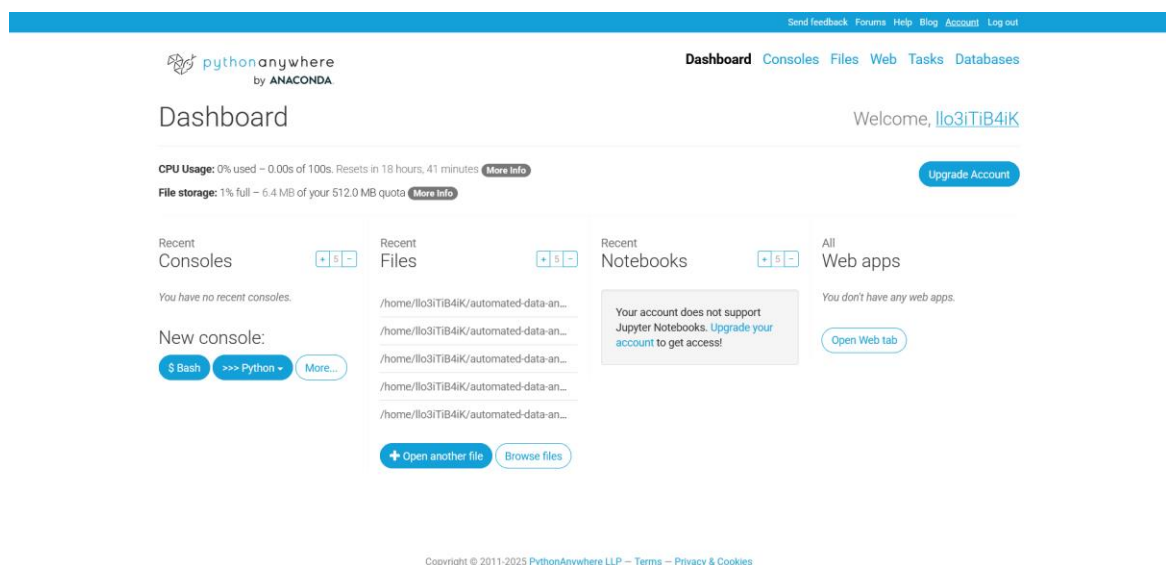 Send feedback Forums Help Blog Account Log out
pythonanywhere
by ANACONDA
Dashboard Consoles Files Web Tasks Databases
Dashboard
Welcome, llo3iTiB4iK
CPU Usage: 0% used – 0.00s of 100s. Resets in 18 hours, 41 minutes More Info
Upgrade Account
File storage: 1% full – 6.4 MB of your 512.0 MB quota More Info
Recent
Consoles
+ 5 -
You have no recent consoles.
New console:
$ Bash >>> Python More...
Recent
Files
+ 5 -
/home/llo3iTiB4iK/automated-data-an...
/home/llo3iTiB4iK/automated-data-an...
/home/llo3iTiB4iK/automated-data-an...
/home/llo3iTiB4iK/automated-data-an...
/home/llo3iTiB4iK/automated-data-an...
+ Open another file Browse files
Recent
Notebooks
+ 5 -
Your account does not support
Jupyter Notebooks. Upgrade your
account to get access!
All
Web apps
You don't have any web apps.
Open Web tab
Copyright © 2011-2025 PythonAnywhere LLP — Terms — Privacy & Cookies